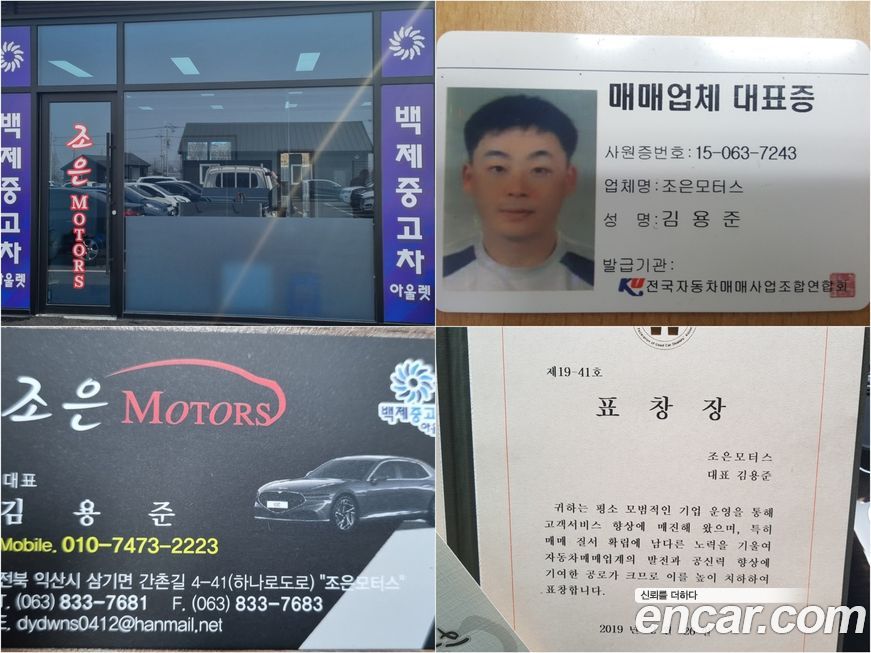 조은 MOTORS
백제중고차
아울렛
매매업체 대표증
사원증번호: 15-063-7243
업체명: 조은모터스
성 명: 김용준
발급기관:
KU 전국자동차매매사업조합연합회
조은 MOTORS
백제중고
아울렛
대표
김 용 준
Mobile. 010-7473-2223
전북 익산시 삼기면 간촌길 4-41(하나로도로) "조은모터스"
T. (063) 833-7681 F. (063) 833-7683
E. dydwns0412@hanmail.net
제19-41호
표 창 장
조은모터스
대표 김용준
귀하는 평소 모범적인 기업 운영을 통해
고객서비스 향상에 매진해 왔으며, 특히
매매 질서 확립에 남다른 노력을 기울여
자동차매매업계의 발전과 공신력 향상에
기여한 공로가 크므로 이를 높이 치하하여
표창합니다.
신뢰를 더하다
encar.com
2019 년